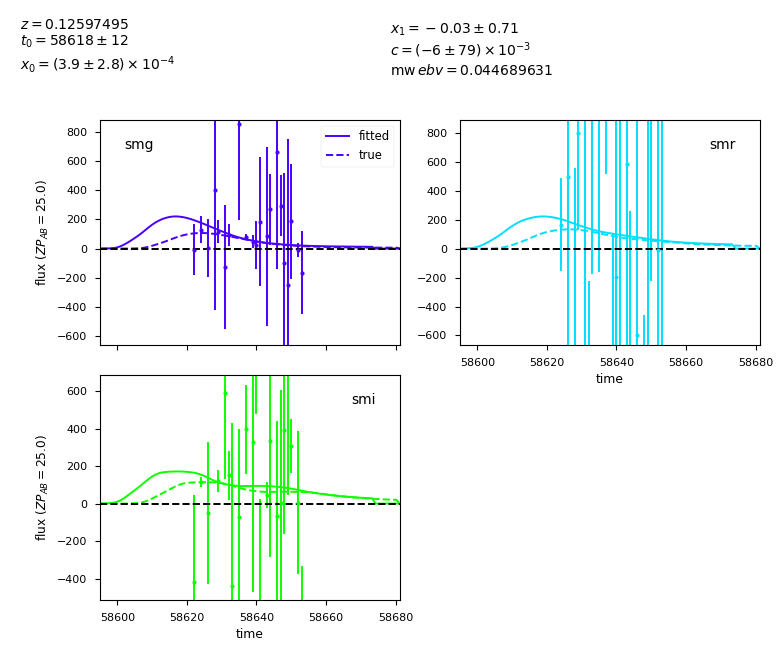 z = 0.12597495
t₀ = 58618 ± 12
x₀ = (3.9 ± 2.8) × 10⁻⁴
x₁ = −0.03 ± 0.71
c = (−6 ± 79) × 10⁻³
mw ebv = 0.044689631
smg
fitted
true
flux (ZP_AB = 25.0)
800
600
400
200
0
−200
−400
−600
smr
800
600
400
200
0
−200
−400
−600
58600 58620 58640 58660 58680
time
smi
flux (ZP_AB = 25.0)
600
400
200
0
−200
−400
58600 58620 58640 58660 58680
time